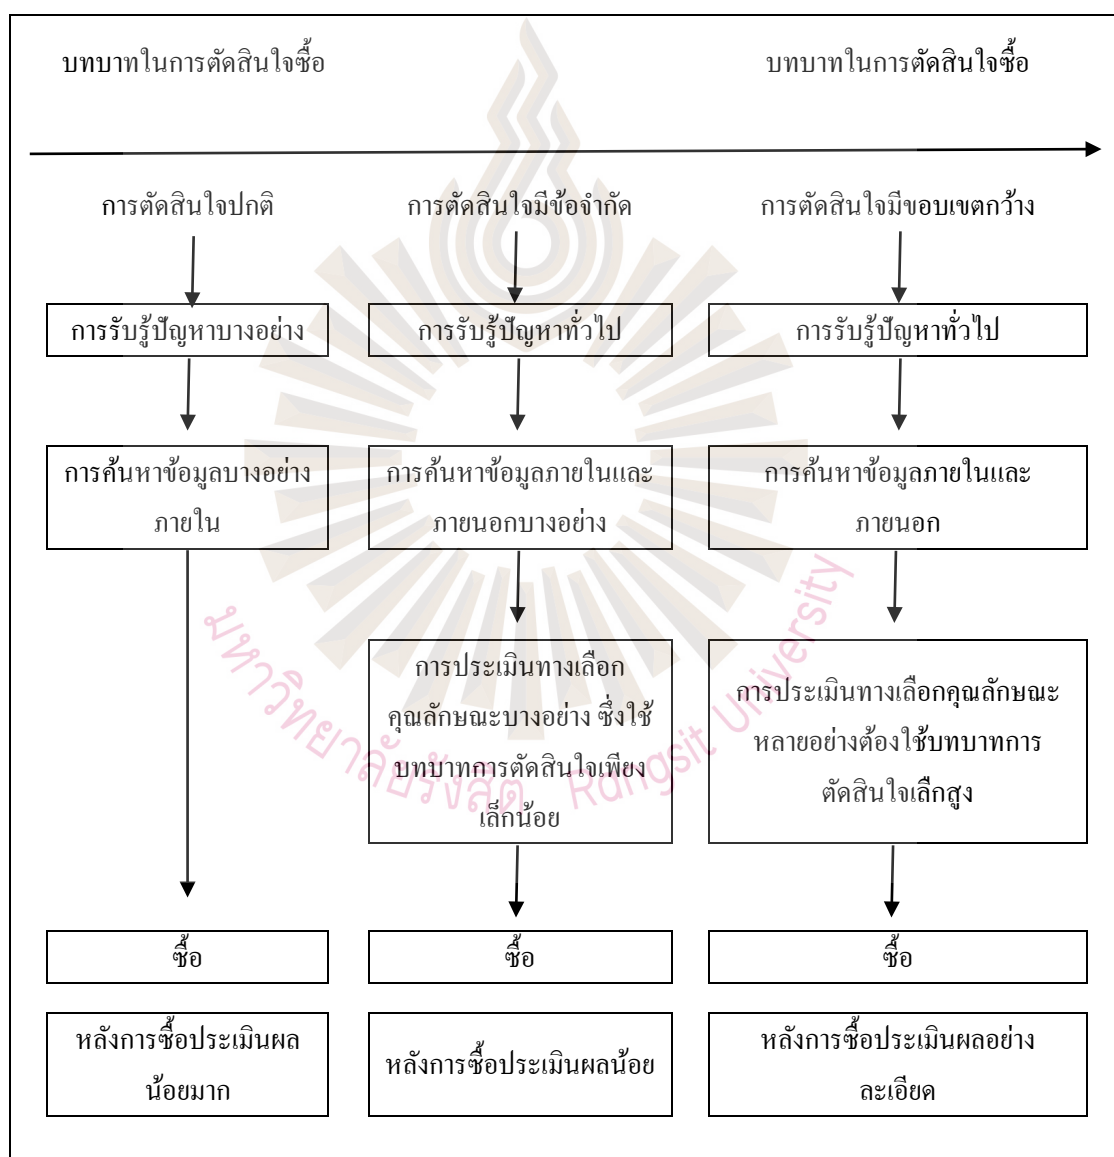 บทบาทในการตัดสินใจซื้อ
บทบาทในการตัดสินใจซื้อ
การตัดสินใจปกติ
การตัดสินใจมีข้อจำกัด
การตัดสินใจมีขอบเขตกว้าง
การรับรู้ปัญหาบางอย่าง
การรับรู้ปัญหาทั่วไป
การรับรู้ปัญหาทั่วไป
การค้นหาข้อมูลบางอย่าง
ภายใน
การค้นหาข้อมูลภายในและ
ภายนอกบางอย่าง
การค้นหาข้อมูลภายในและ
ภายนอก
การประเมินทางเลือก
คุณลักษณะบางอย่าง ซึ่งใช้
บทบาทการตัดสินใจเพียง
เล็กน้อย
การประเมินทางเลือกคุณลักษณะ
หลายอย่างต้องใช้บทบาทการ
ตัดสินใจเลืกสูง
ซื้อ
ซื้อ
ซื้อ
หลังการซื้อประเมินผล
น้อยมาก
หลังการซื้อประเมินผลน้อย
หลังการซื้อประเมินผลอย่าง
ละเอียด
มหาวิทยาลัยรังสิต Rangsit University